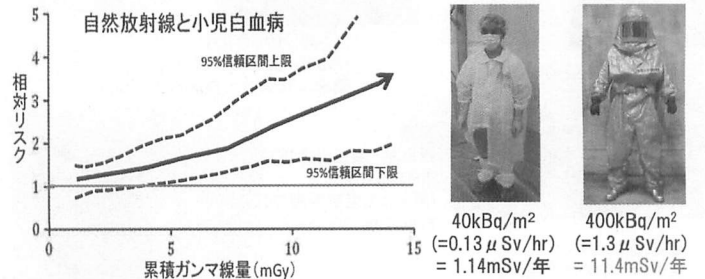 自然放射線と小児白血病
95%信頼区間上限
95%信頼区間下限
相対リスク
5
4
3
2
1
0
0
5
10
15
累積ガンマ線量(mGy)
40kBq/m²
(=0.13μSv/hr)
= 1.14mSv/年
400kBq/m²
(=1.3μSv/hr)
= 11.4mSv/年